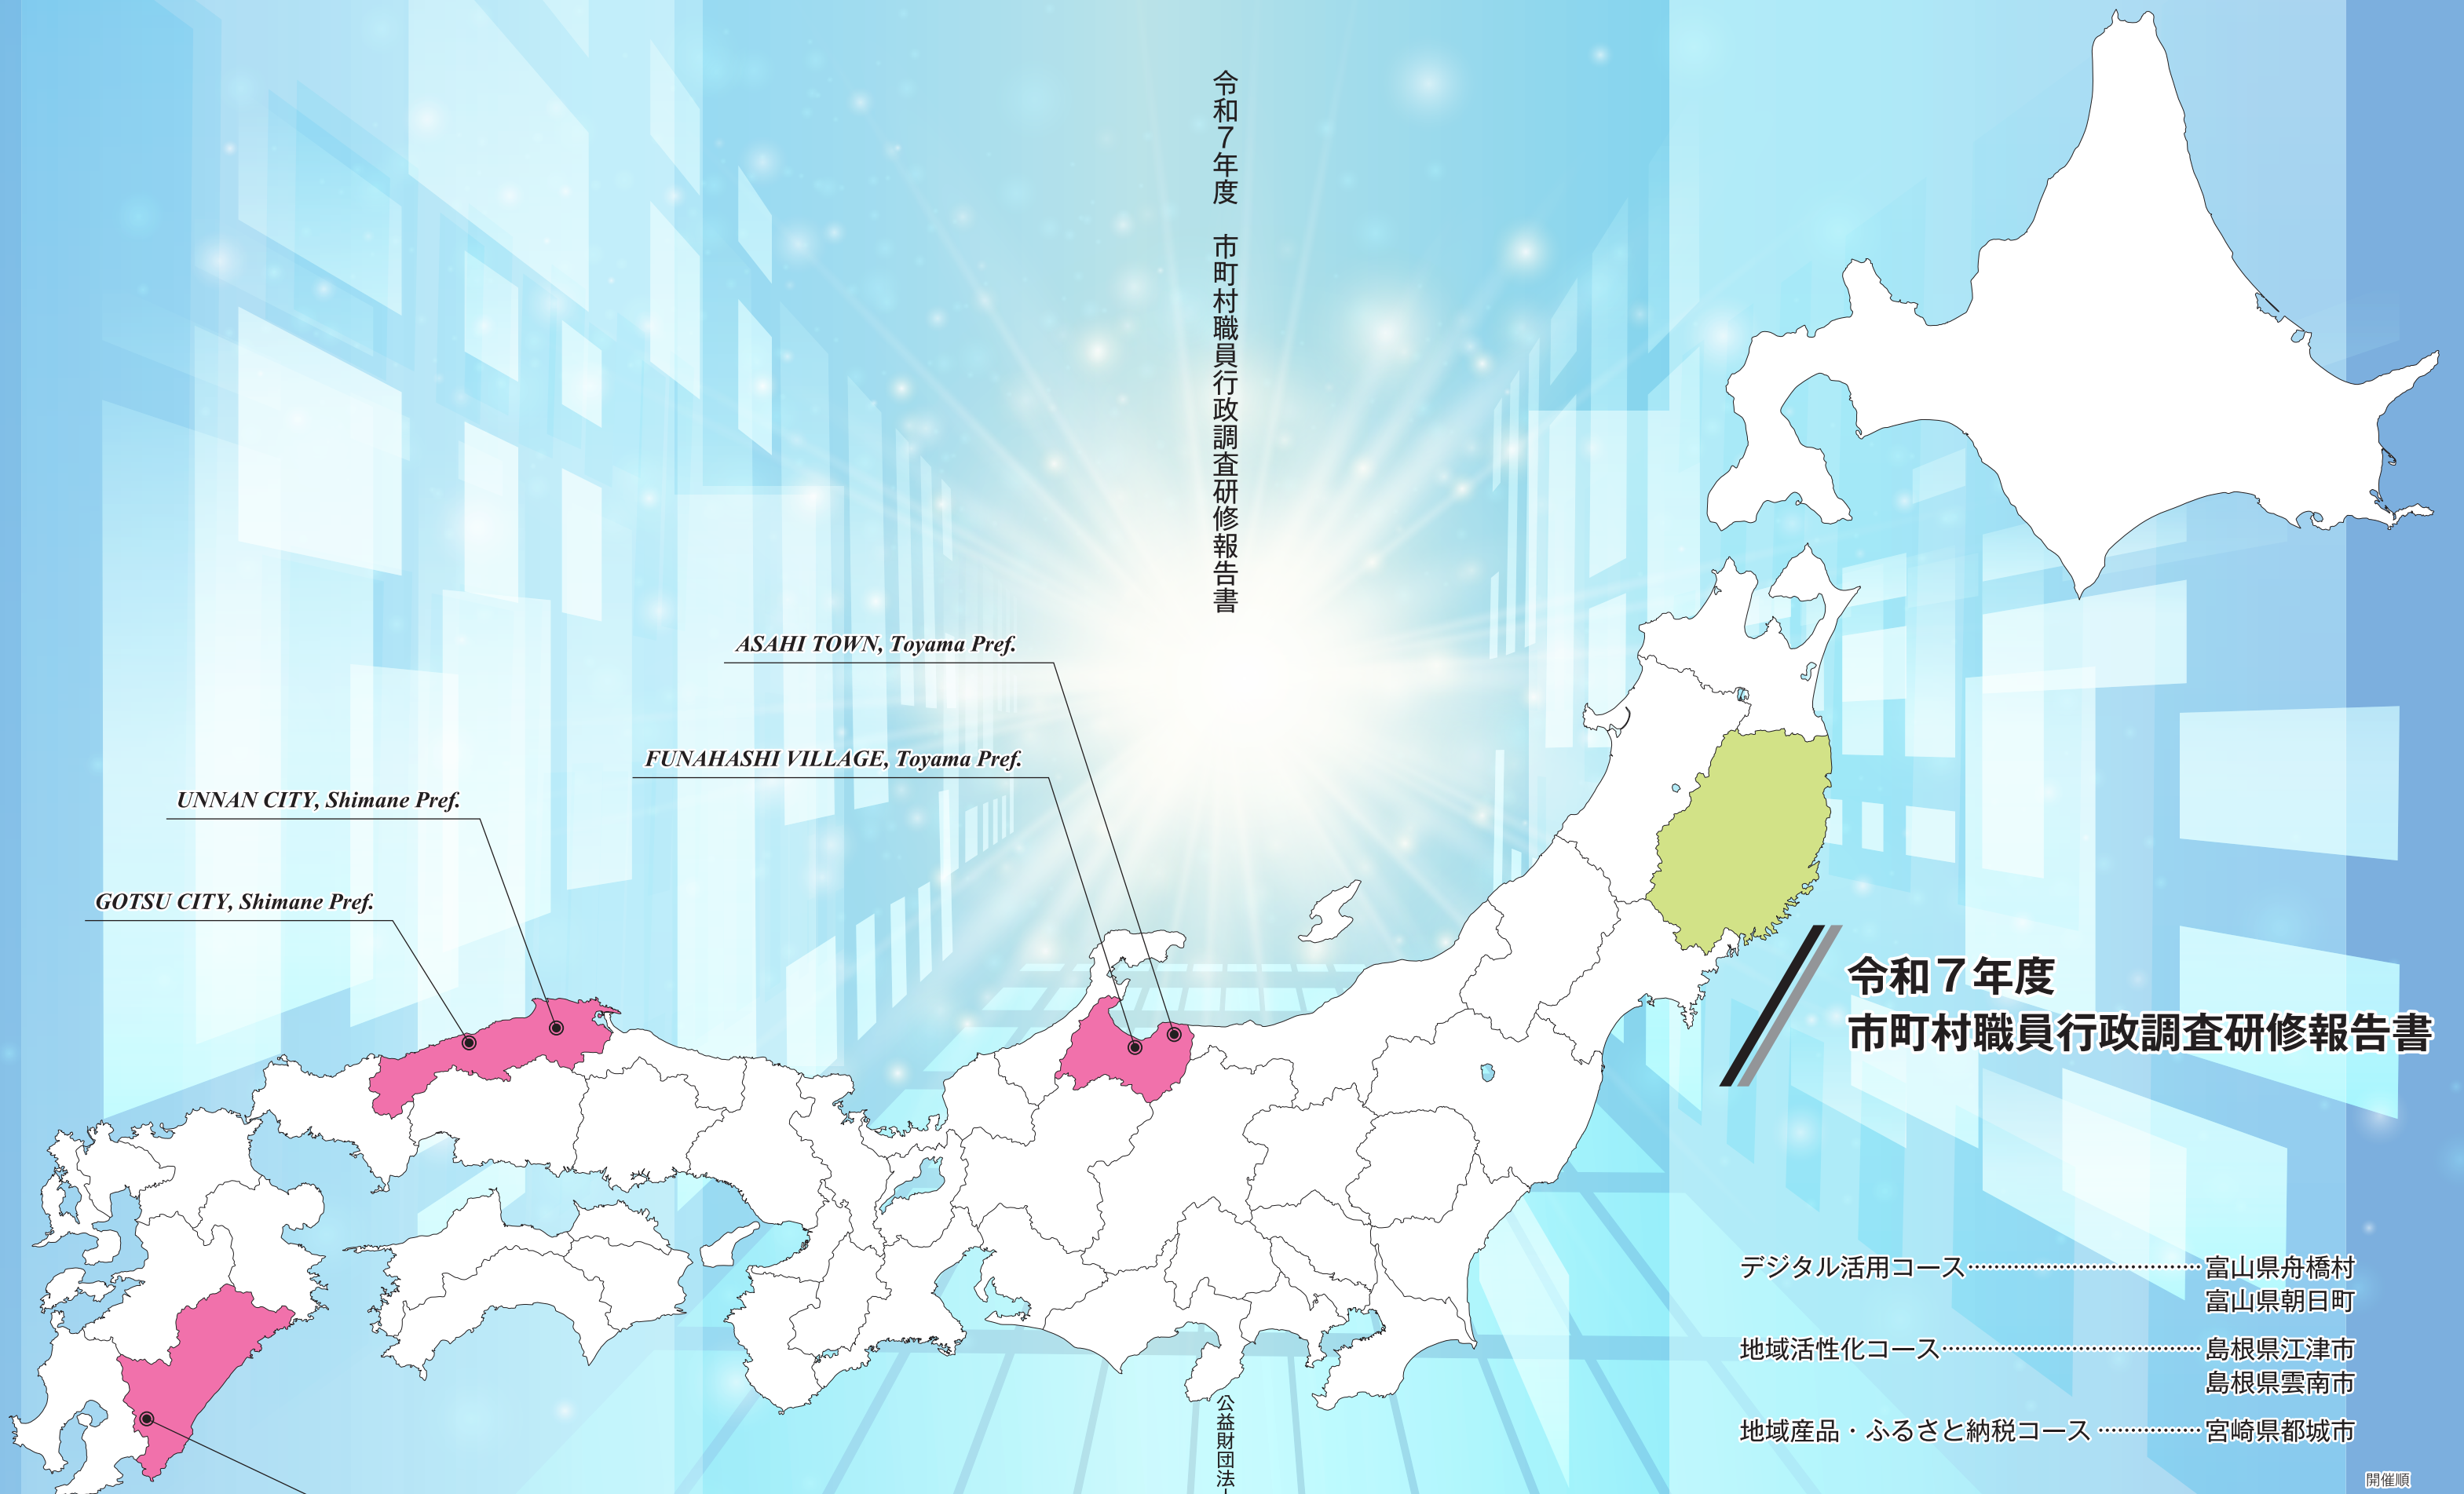 令和７年度　市町村職員行政調査研修報告書
ASAHI TOWN, Toyama Pref.
FUNAHASHI VILLAGE, Toyama Pref.
UNNAN CITY, Shimane Pref.
GOTSU CITY, Shimane Pref.
令和７年度
市町村職員行政調査研修報告書
デジタル活用コース…………………………… 富山県舟橋村
富山県朝日町
地域活性化コース……………………………… 島根県江津市
島根県雲南市
地域産品・ふるさと納税コース …………… 宮崎県都城市
開催順
公益財団法